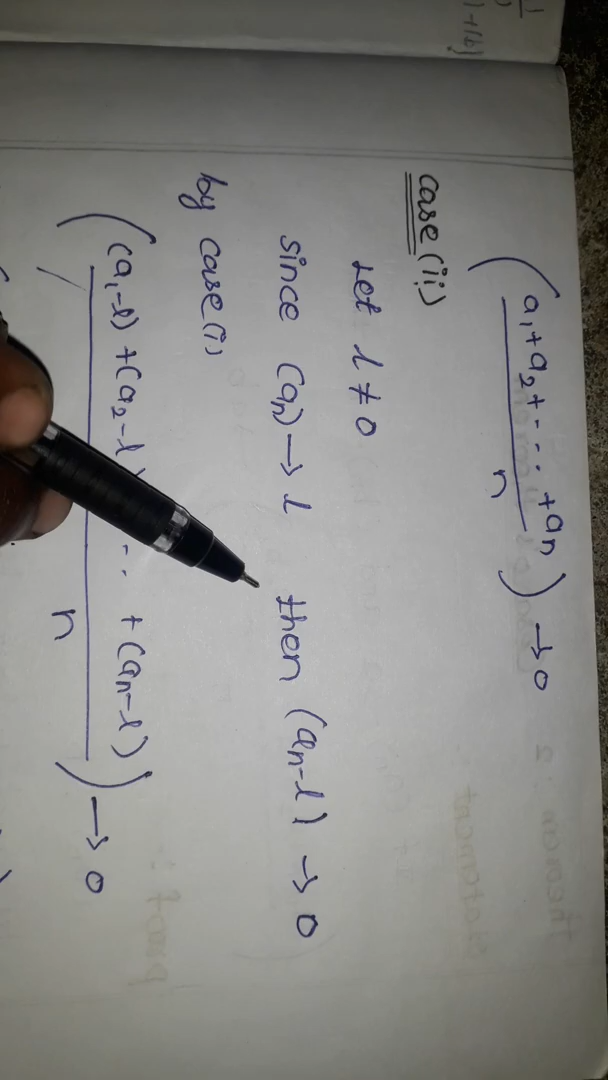 (a₁+a₂+---+aₙ / n) → 0
case (ii)
Let l ≠ 0
since (aₙ) → l then (aₙ-l) → 0
by case (i)
((a₁-l)+(a₂-l) -- +(aₙ-l) / n) → 0